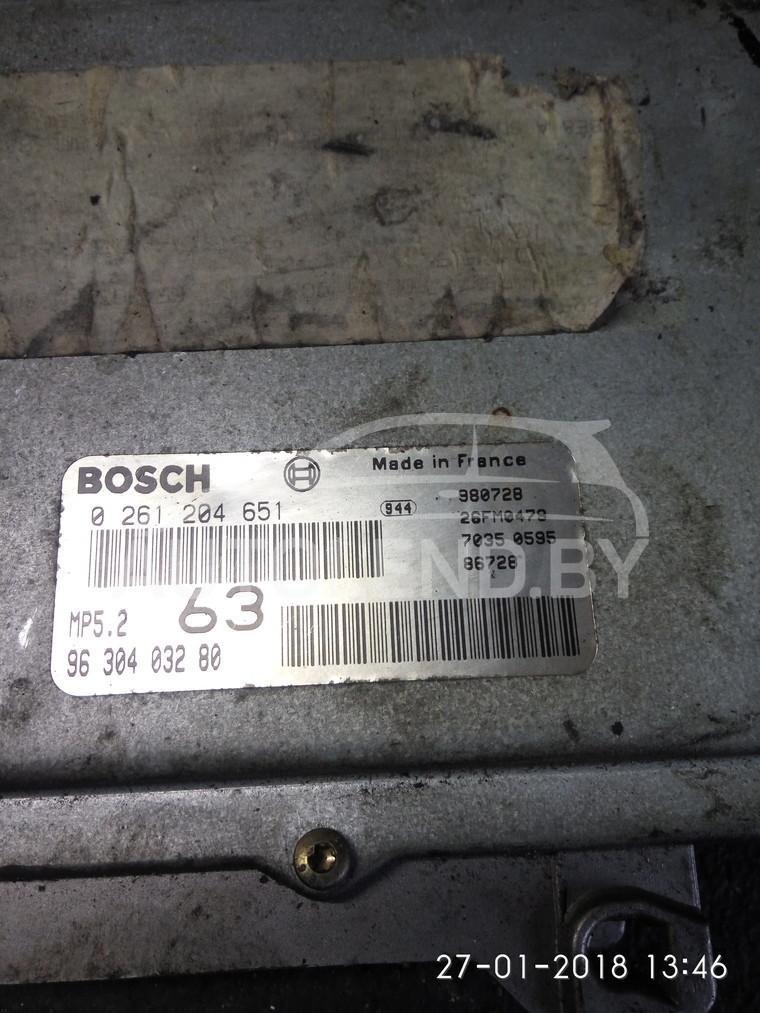 BOSCH
Made in France
0 261 204 651
944
980728
26FM0479
7035 0595
86728
MP5.2
63
96 304 032 80
27-01-2018 13:46